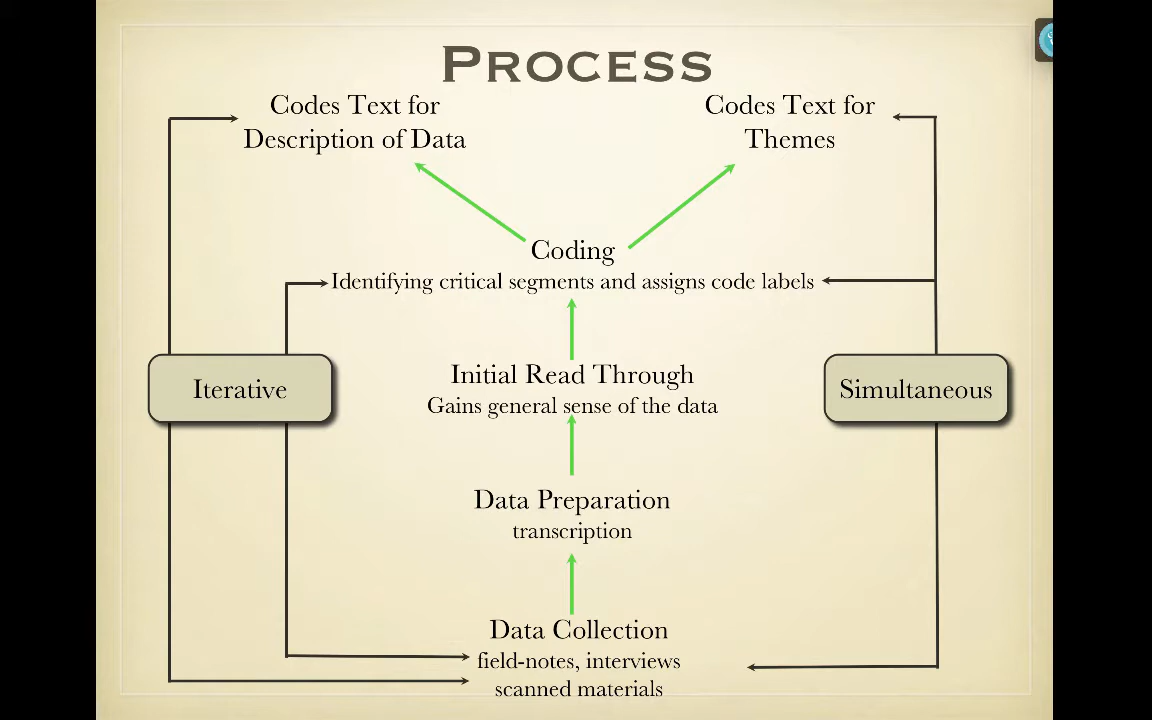 PROCESS
Codes Text for
Description of Data
Codes Text for
Themes
Coding
Identifying critical segments and assigns code labels
Initial Read Through
Gains general sense of the data
Iterative
Simultaneous
Data Preparation
transcription
Data Collection
field-notes, interviews
scanned materials